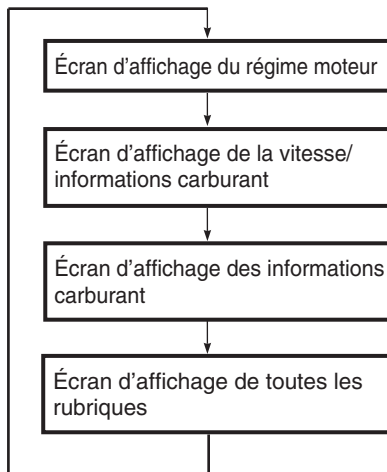 Écran d’affichage du régime moteur
Écran d’affichage de la vitesse/
informations carburant
Écran d’affichage des informations
carburant
Écran d’affichage de toutes les
rubriques